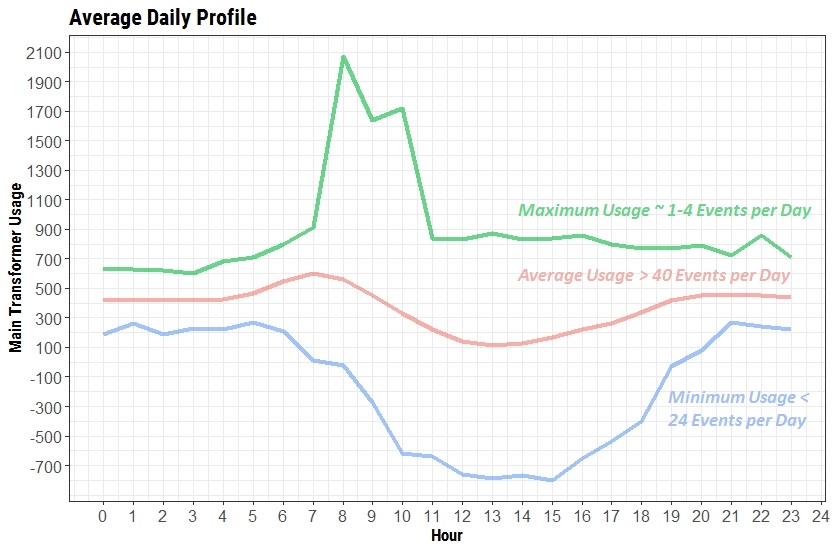 Average Daily Profile
Main Transformer Usage
2100
1900
1700
1500
1300
1100
900
700
500
300
100
-100
-300
-500
-700
Maximum Usage ~ 1-4 Events per Day
Average Usage > 40 Events per Day
Minimum Usage <
24 Events per Day
0 1 2 3 4 5 6 7 8 9 10 11 12 13 14 15 16 17 18 19 20 21 22 23 24
Hour